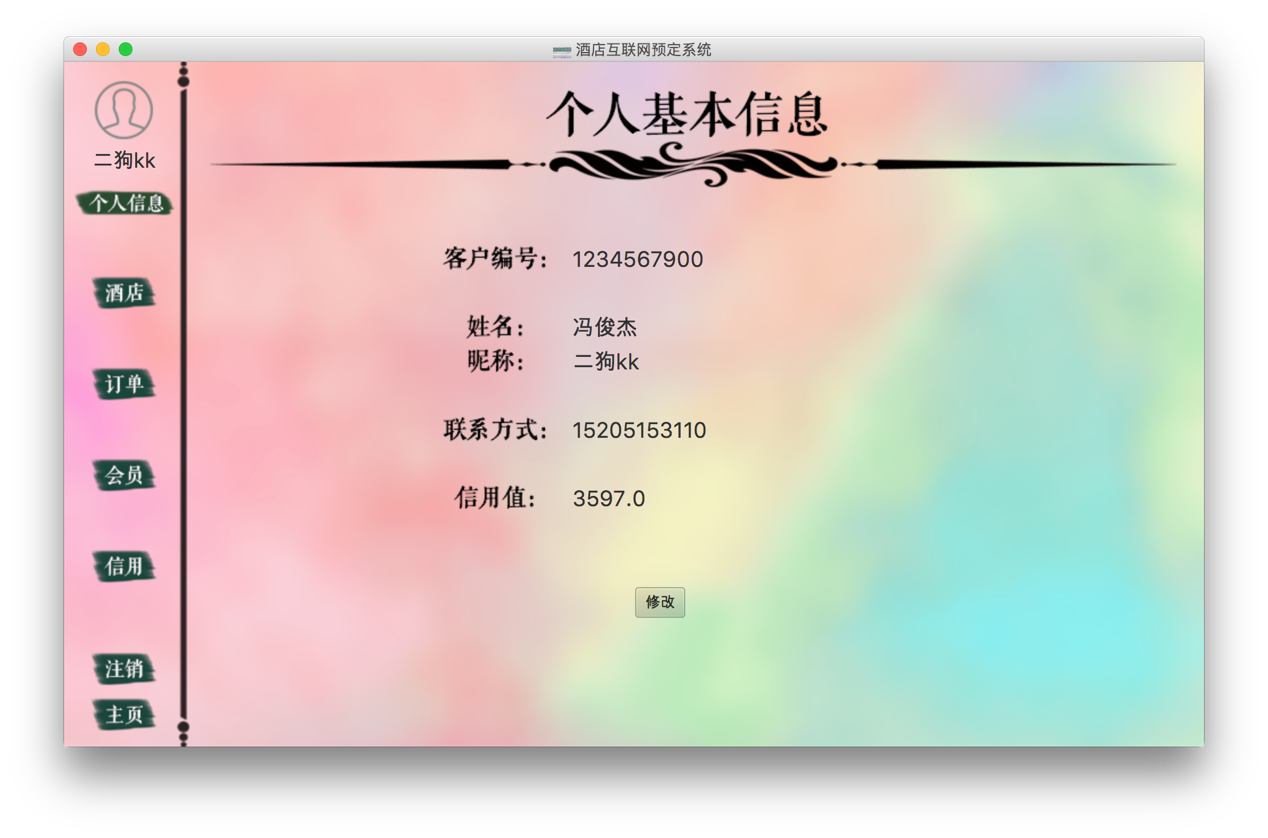 酒店互联网预定系统
二狗kk
个人信息
酒店
订单
会员
信用
注销
主页
个人基本信息
客户编号： 1234567900
姓名： 冯俊杰
昵称： 二狗kk
联系方式： 15205153110
信用值： 3597.0
修改